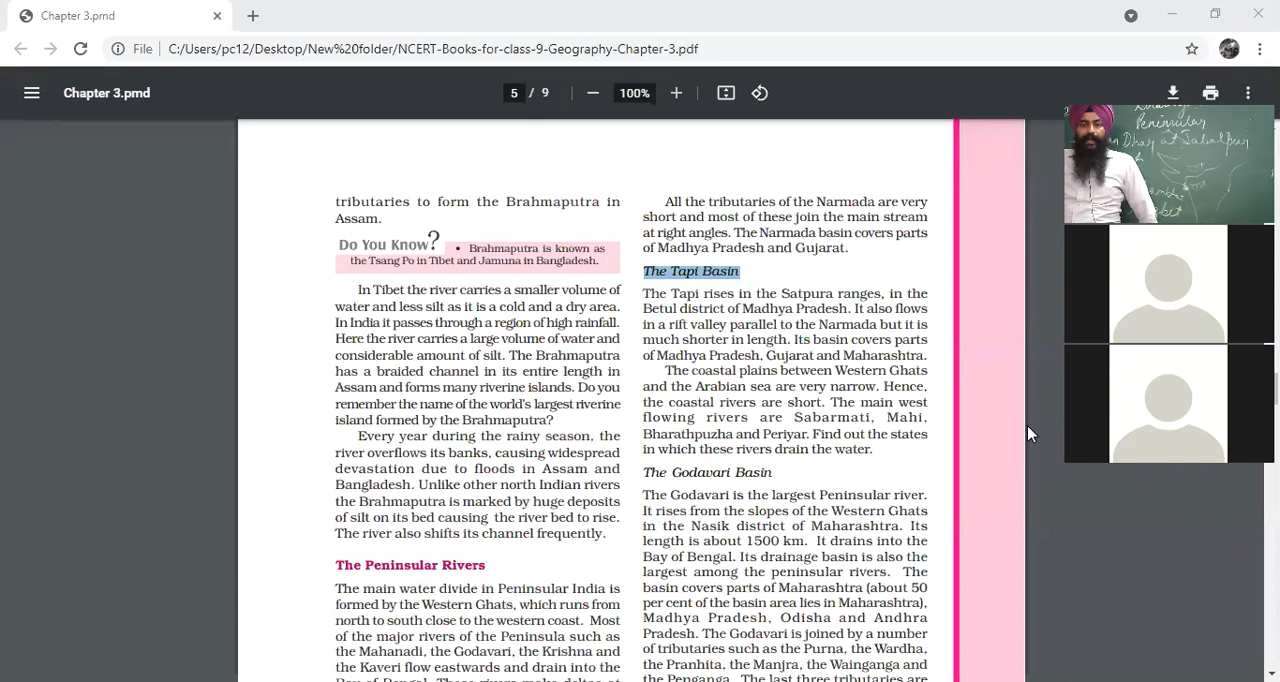 Chapter 3.pmd
File
C:/Users/pc12/Desktop/New%20folder/NCERT-Books-for-class-9-Geography-Chapter-3.pdf
Chapter 3.pmd
5 / 9
100%
tributaries to form the Brahmaputra in
Assam.
Do You Know?
• Brahmaputra is known as
the Tsang Po in Tibet and Jamuna in Bangladesh.
In Tibet the river carries a smaller volume of
water and less silt as it is a cold and a dry area.
In India it passes through a region of high rainfall.
Here the river carries a large volume of water and
considerable amount of silt. The Brahmaputra
has a braided channel in its entire length in
Assam and forms many riverine islands. Do you
remember the name of the world's largest riverine
island formed by the Brahmaputra?
Every year during the rainy season, the
river overflows its banks, causing widespread
devastation due to floods in Assam and
Bangladesh. Unlike other north Indian rivers
the Brahmaputra is marked by huge deposits
of silt on its bed causing the river bed to rise.
The river also shifts its channel frequently.
The Peninsular Rivers
The main water divide in Peninsular India is
formed by the Western Ghats, which runs from
north to south close to the western coast. Most
of the major rivers of the Peninsula such as
the Mahanadi, the Godavari, the Krishna and
the Kaveri flow eastwards and drain into the
Bay of Bengal. These rivers make deltas at
All the tributaries of the Narmada are very
short and most of these join the main stream
at right angles. The Narmada basin covers parts
of Madhya Pradesh and Gujarat.
The Tapi Basin
The Tapi rises in the Satpura ranges, in the
Betul district of Madhya Pradesh. It also flows
in a rift valley parallel to the Narmada but it is
much shorter in length. Its basin covers parts
of Madhya Pradesh, Gujarat and Maharashtra.
The coastal plains between Western Ghats
and the Arabian sea are very narrow. Hence,
the coastal rivers are short. The main west
flowing rivers are Sabarmati, Mahi,
Bharathpuzha and Periyar. Find out the states
in which these rivers drain the water.
The Godavari Basin
The Godavari is the largest Peninsular river.
It rises from the slopes of the Western Ghats
in the Nasik district of Maharashtra. Its
length is about 1500 km. It drains into the
Bay of Bengal. Its drainage basin is also the
largest among the peninsular rivers. The
basin covers parts of Maharashtra (about 50
per cent of the basin area lies in Maharashtra),
Madhya Pradesh, Odisha and Andhra
Pradesh. The Godavari is joined by a number
of tributaries such as the Purna, the Wardha,
the Pranhita, the Manjra, the Wainganga and
the Penganga. The last three tributaries are
Peninsular
at Jabalpur